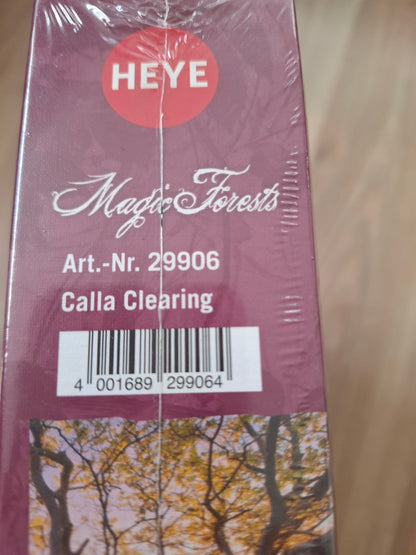 HEYE
Magic Forests
Art.-Nr. 29906
Calla Clearing
4 001689 299064